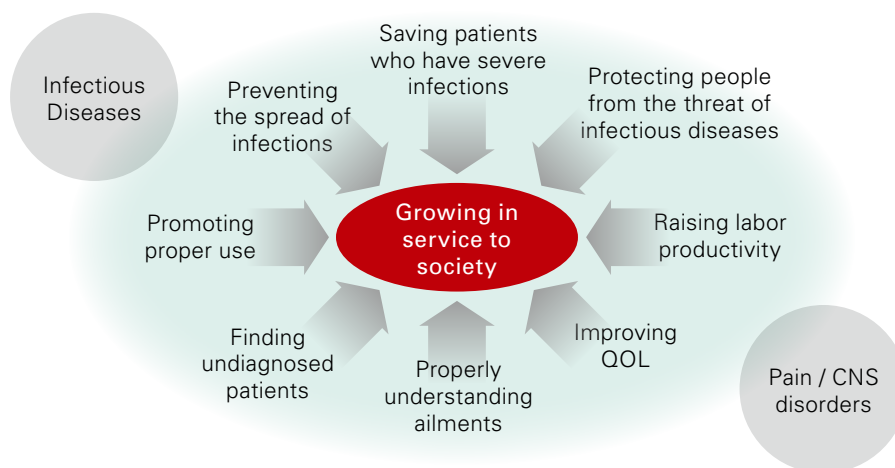 Infectious
Diseases
Saving patients
who have severe
infections
Preventing
the spread of
infections
Protecting people
from the threat of
infectious diseases
Promoting
proper use
Growing in
service to
society
Raising labor
productivity
Finding
undiagnosed
patients
Properly
understanding
ailments
Improving
QOL
Pain / CNS
disorders